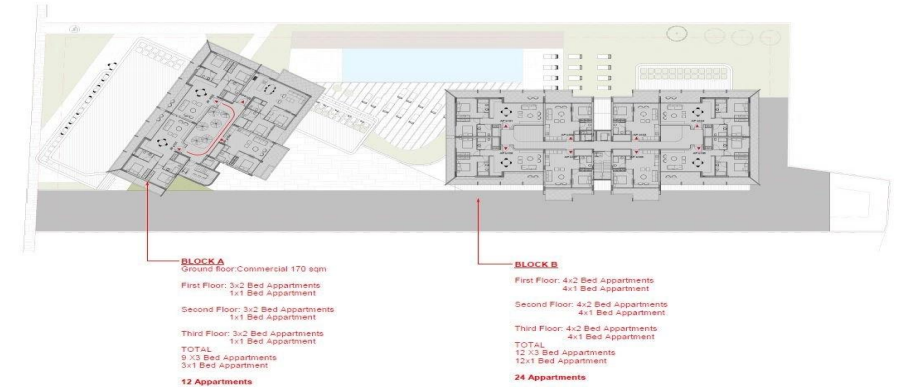 BLOCK A
Ground floor:Commercial 170 sqm
First Floor: 3x2 Bed Appartments
1x1 Bed Appartment
Second Floor: 3x2 Bed Appartments
1x1 Bed Appartment
Third Floor: 3x2 Bed Appartments
1x1 Bed Appartment
TOTAL
9 X3 Bed Appartments
3x1 Bed Appartment
12 Appartments
BLOCK B
First Floor: 4x2 Bed Appartments
4x1 Bed Appartment
Second Floor: 4x2 Bed Appartments
4x1 Bed Appartment
Third Floor: 4x2 Bed Appartments
4x1 Bed Appartment
TOTAL
12 X3 Bed Appartments
12x1 Bed Appartment
24 Appartments